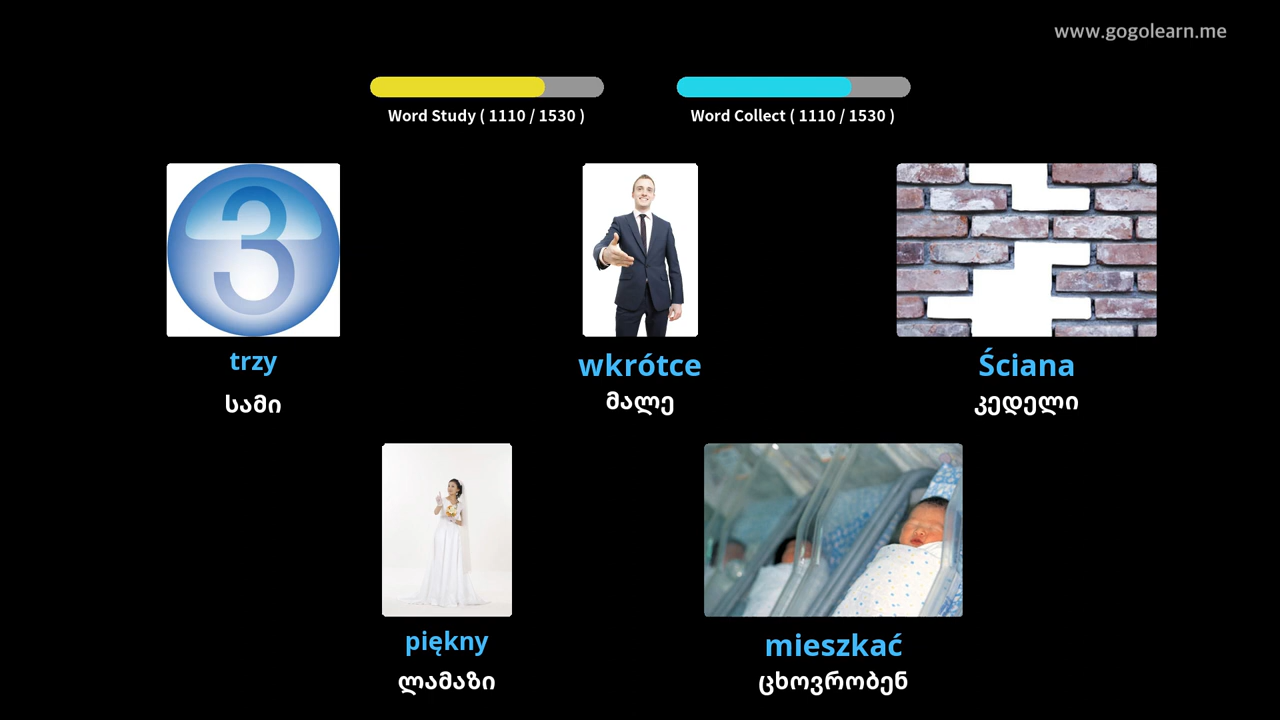 www.gogolearn.me
Word Study ( 1110 / 1530 )
Word Collect ( 1110 / 1530 )
3
trzy
სამი
wkrótce
მალე
Ściana
კედელი
piękny
ლამაზი
mieszkać
ცხოვრობენ